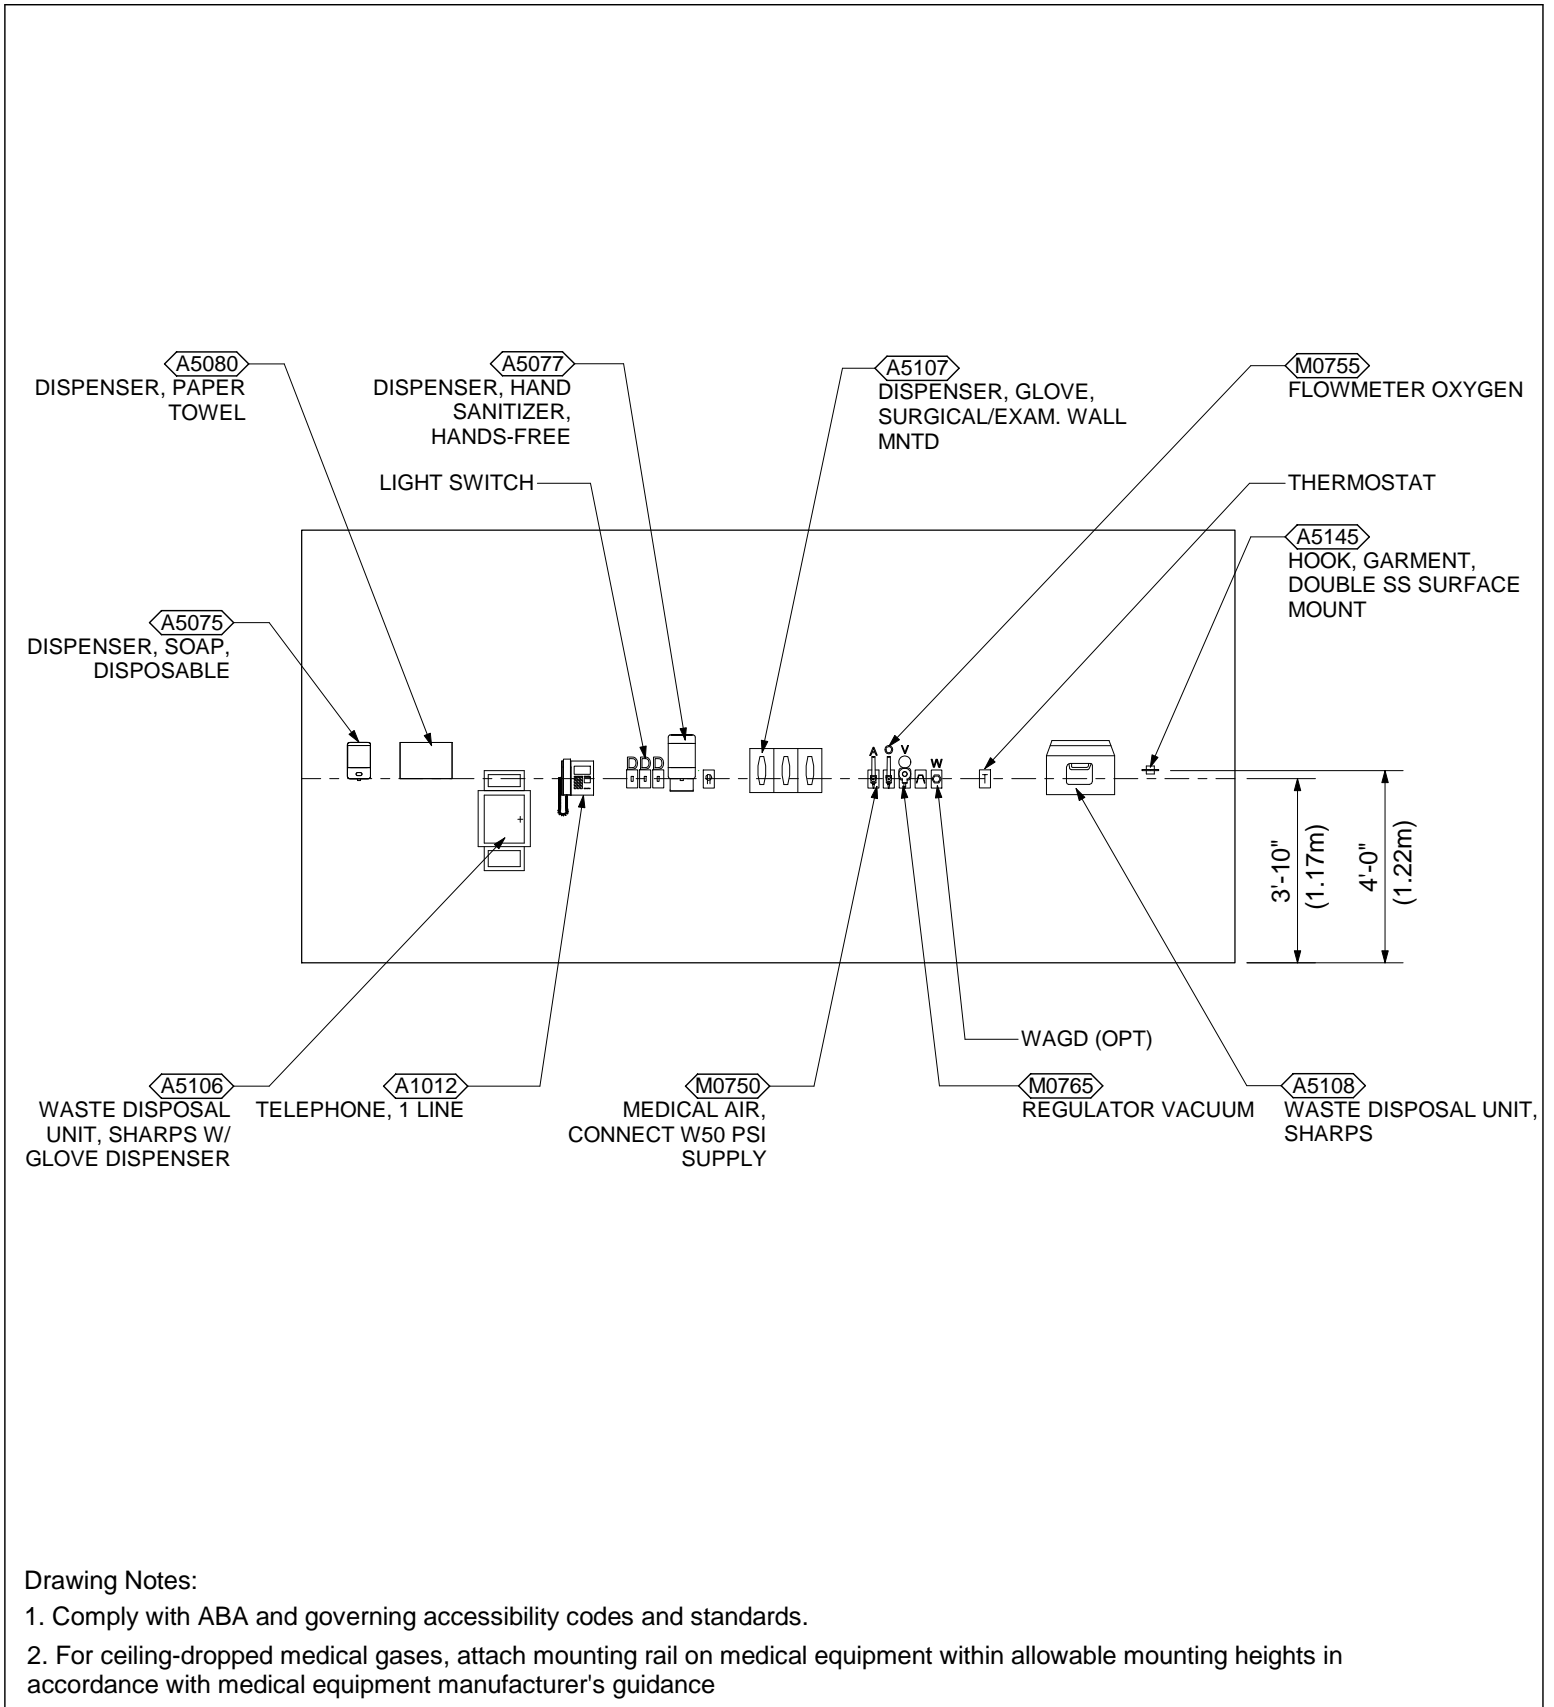 A5080
DISPENSER, PAPER
TOWEL
A5077
DISPENSER, HAND
SANITIZER,
HANDS-FREE
A5107
DISPENSER, GLOVE,
SURGICAL/EXAM. WALL
MNTD
M0755
FLOWMETER OXYGEN
LIGHT SWITCH
THERMOSTAT
A5145
HOOK, GARMENT,
DOUBLE SS SURFACE
MOUNT
A5075
DISPENSER, SOAP,
DISPOSABLE
D D D
A O V
W
T
3'-10"
(1.17m)
4'-0"
(1.22m)
WAGD (OPT)
A5106
WASTE DISPOSAL
UNIT, SHARPS W/
GLOVE DISPENSER
A1012
TELEPHONE, 1 LINE
M0750
MEDICAL AIR,
CONNECT W50 PSI
SUPPLY
M0765
REGULATOR VACUUM
A5108
WASTE DISPOSAL UNIT,
SHARPS
Drawing Notes:
1. Comply with ABA and governing accessibility codes and standards.
2. For ceiling-dropped medical gases, attach mounting rail on medical equipment within allowable mounting heights in
accordance with medical equipment manufacturer's guidance